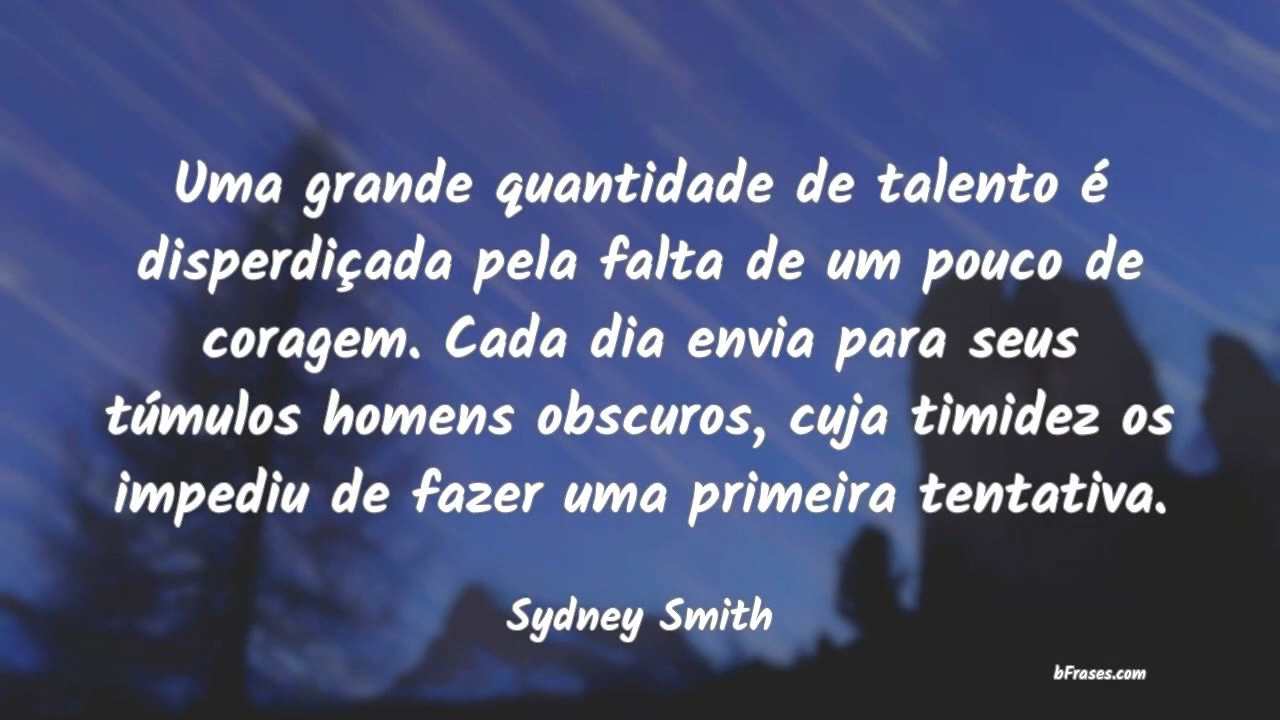 Uma grande quantidade de talento é
disperdiçada pela falta de um pouco de
coragem. Cada dia envia para seus
túmulos homens obscuros, cuja timidez os
impediu de fazer uma primeira tentativa.
Sydney Smith
bFrases.com